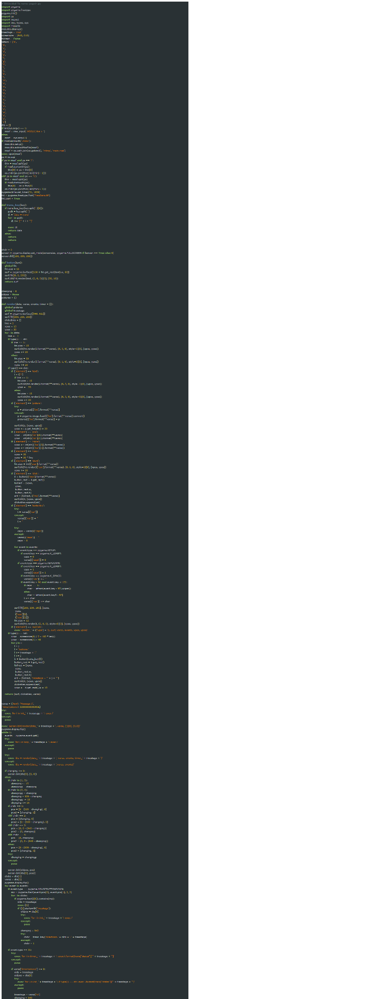 # Embedded file name: pagwin.py
import pygame
import pygame.freetype
pygame.init()
import os
import inspect
import imp, types, sys
import mssutils
mssutils.cleanup()
treestage = 'root'
screensize = [940, 610]
fscreen = False
letters = ['a',
'b',
'c',
'd',
'e',
'f',
'g',
'h',
'i',
'j',
'k',
'l',
'm',
'n',
'o',
'p',
'q',
'r',
's',
't',
'u',
'v',
'w',
'x',
'y',
'z']
dta = []
if len(sys.argv) == 1:
mssf = raw_input('.MSS(X) file > ')
else:
mssf = sys.argv[1]
if mssf.endswith('.mssx'):
mssutils.setup()
mssutils.extractMssFile(mssf)
mssf = os.path.join(os.getcwd(), 'mtmp', 'main.mss')
exec open(mssf)
ps = os.sep
if ps in mssf and ps == '/':
thin = mssf.split(ps)
if mssf.startswith(ps):
thin[0] = ps + thin[0]
os.chdir(ps.join(thin[:len(thin) - 1]))
elif ps in mssf and ps == '\\':
thin = mssf.split(ps)
if mssf.startswith(ps):
thin[0] = ps + thin[0]
os.chdir(ps.join(thin[:len(thin) - 1]))
pygame.time.set_timer(31, 1000)
fnt = pygame.freetype.Font('FreeSans.ttf')
fnt.ucs4 = True
def trans_key(key):
if trans.has_key(key.split('.')[0]):
path = key.split('.')
dt = 'data = trans'
for i in path:
dt += '["' + i + '"]'
exec dt
return data
else:
return
return
chdir = 0
screen = pygame.display.set_mode(screensize, pygame.FULLSCREEN if fscreen == True else 0)
screen.fill([255, 255, 255])
def button(text):
global fnt
fnt.size = 15
surf = pygame.Surface([100 + fnt.get_rect(text).w, 30])
surf.fill([0, 0, 255])
surf.blit(fnt.render(text, (0, 0, 0))[0], [50, 10])
return surf
changing = 0
oldpos = None
pictures = {}
def render(data, varss, events, timer = []):
global pictures
global treestage
surf = pygame.Surface([940, 610])
surf.fill([255, 255, 255])
clickables = []
line = 0
xpos = 10
ypos = 30
for i in data:
line += 1
if type(i) == str:
if line == 1:
fnt.size = 15
surf.blit(fnt.render(i.format(**varss), (0, 0, 0), style=1)[0], [xpos, ypos])
ypos += 20
else:
fnt.size = 15
surf.blit(fnt.render(i.format(**varss), (0, 0, 0), style=0)[0], [xpos, ypos])
ypos += 20
if type(i) == dict:
if i['element'] == 'text':
i = i['r']
if line == 1:
fnt.size = 15
surf.blit(fnt.render(i.format(**varss), (0, 0, 0), style=1)[0], [xpos, ypos])
ypos += 20
else:
fnt.size = 15
surf.blit(fnt.render(i.format(**varss), (0, 0, 0), style=0)[0], [xpos, ypos])
ypos += 20
if i['element'] == 'picture':
try:
p = pictures[i['loc'].format(**varss)]
except:
p = pygame.image.load(i['loc'].format(**varss)).convert()
pictures[i['loc'].format(**varss)] = p
surf.blit(p, [xpos, ypos])
ypos += p.get_height() + 20
if i['element'] == 'pos':
xpos = int(str(i['loc'][0]).format(**varss))
ypos = int(str(i['loc'][1]).format(**varss))
if i['element'] == 'rrpos':
xpos += int(str(i['loc'][0]).format(**varss))
ypos += int(str(i['loc'][1]).format(**varss))
if i['element'] == 'rpos':
xpos = 30
ypos = 30 * line
if i['element'] == 'ctext':
fnt.size = int(i['size'].format(**varss))
surf.blit(fnt.render(i['text'].format(**varss), (0, 0, 0), style=0)[0], [xpos, ypos])
ypos += 20
if i['element'] == 'click':
it = button(i['text'].format(**varss))
button_rect = it.get_rect()
fullrect = [xpos,
ypos,
button_rect.w,
button_rect.h]
ent = [fullrect, i['trig'].format(**varss)]
surf.blit(it, [xpos, ypos])
clickables.append(ent)
if i['element'] == 'textentry':
try:
t = varss[i['var']]
except:
varss[i['var']] = ''
t = ''
try:
caps = varss[i['caps']]
except:
varss[i['caps']] = ''
caps = 0
for event in events:
if event.type == pygame.KEYUP:
if event.key == pygame.K_LSHIFT:
caps = 0
varss[i['caps']] = 0
if event.type == pygame.KEYDOWN:
if event.key == pygame.K_LSHIFT:
caps = 1
varss[i['caps']] = 1
if event.key == pygame.K_SPACE:
varss[i['var']] += ' '
if event.key > 96 and event.key < 122:
if caps == 1:
char = letters[event.key - 97].upper()
else:
char = letters[event.key5 - 97]
t += char
varss[i['var']] += char
surf.fill([200, 200, 200], [xpos,
ypos,
i['size'][0],
i['size'][1]])
fnt.size = 12
surf.blit(fnt.render(t, (0, 0, 0), style=0)[0], [xpos, ypos])
if i['element'] == 'custom':
exec 'render_' + i['type'] + '(i, surf, varss, events, xpos, ypos)'
if type(i) == list:
xpos = screensize[0] / 2 - 100 * len(i)
ypos = screensize[1] - 40
for j in i:
l = j
l = 'buttons.'
l += treestage + '.'
l += j
it = button(trans_key(l))
button_rect = it.get_rect()
fullrect = [xpos,
ypos,
button_rect.w,
button_rect.h]
ent = [fullrect, 'treestage = "' + j + '"']
surf.blit(it, [xpos, ypos])
clickables.append(ent)
xpos += it.get_rect().w + 10
return (surf, clickables, varss)
varss = {'text': 'Message 1',
'timertomove': 1000000000000L}
try:
exec 'for i in init_' + treestage + ': exec i'
except:
pass
exec 'screen.blit(render(data_' + treestage + ', varss, [])[0], [0,0])'
pygame.display.flip()
while 1:
events = pygame.event.get()
try:
exec 'for i in loop_' + treestage + ': exec i'
except:
pass
try:
exec 'dta = render(data_' + treestage + ', varss, events, timer_' + treestage + ')'
except:
exec 'dta = render(data_' + treestage + ',varss, events)'
if changing <= 0:
screen.blit(dta[0], [0, 0])
else:
if chdir in (1, 3):
changing -= 15
changingg = changing
if chdir in (2, 4):
changingg = changing
changing = 939 - changing
changingg -= 15
changing += 15
if chdir == 1:
pos = [0 - (939 - changing), 0]
pos2 = [changing, 0]
elif chdir == 2:
pos = [changing, 0]
pos2 = [0 - (939 - changing), 0]
elif chdir == 3:
pos = [0, 0 - (940 - changing)]
pos2 = [0, changing]
elif chdir == 4:
pos = [0, changing]
pos2 = [0, 0 - (940 - changing)]
else:
pos = [0 - (939 - changing), 0]
pos2 = [changing, 0]
try:
changing = changingg
except:
pass
screen.blit(oldpos, pos)
screen.blit(dta[0], pos2)
clicks = dta[1]
varss = dta[2]
pygame.display.flip()
for event in events:
if event.type == pygame.MOUSEBUTTONDOWN:
mp = pygame.Rect(event.pos[0], event.pos[1], 2, 2)
for i in clicks:
if pygame.Rect(i[0]).contains(mp):
olds = treestage
exec i[1]
if i[1].startswith('treestage'):
oldpos = dta[0]
try:
exec 'for i in init_' + treestage + ': exec i'
except:
pass
changing = 940
try:
chdir = trans_key('directions.' + olds + '.' + treestage)
except:
chdir = 1
if event.type == 31:
try:
exec 'for i in timer_' + treestage + ': exec i.format(trans["states"]["' + treestage + '"]'
except:
pass
if varss['timertomove'] <= 0:
olds = treestage
oldpos = dta[0]
try:
exec 'for i in init_' + treestage + ': if type(i) == str: exec i.format(trans["states"]["' + treestage + '"]'
except:
pass
treestage = varss['to']
changing = 940